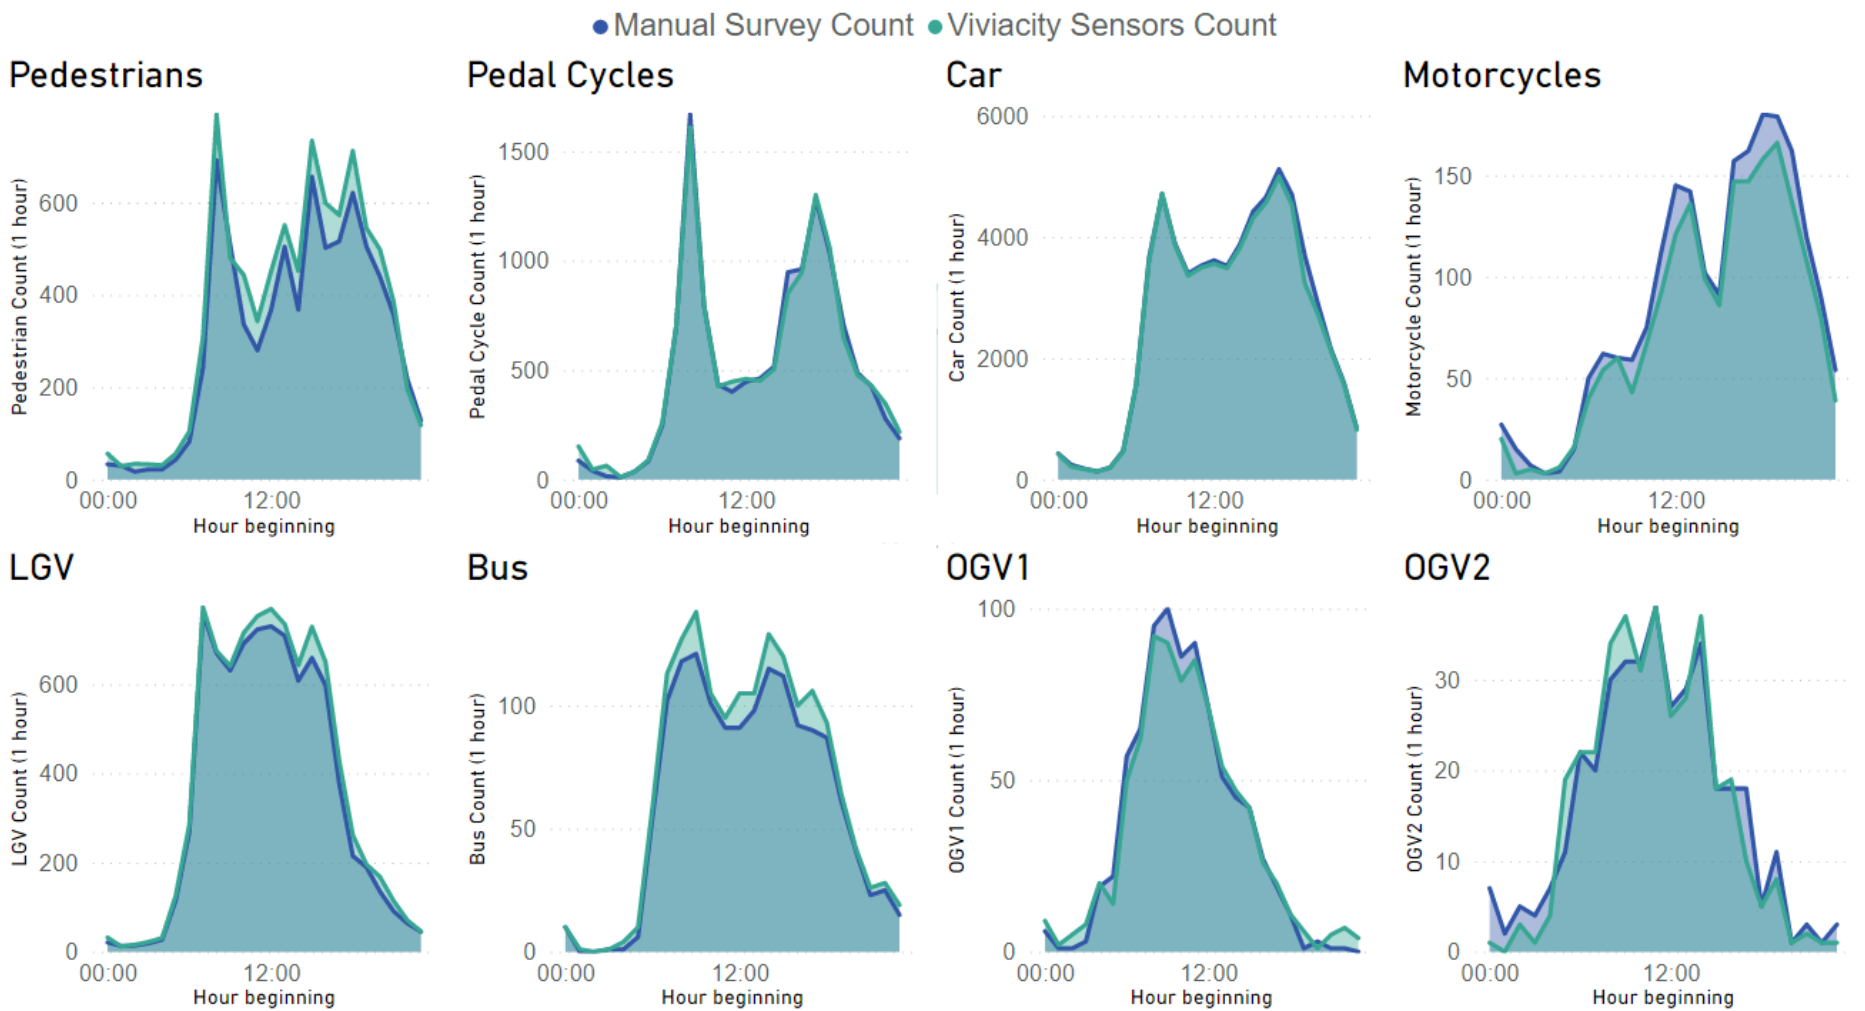 Manual Survey Count Viviacity Sensors Count
Pedestrians
Pedestrian Count (1 hour)
600
400
200
0
00:00 12:00
Hour beginning
Pedal Cycles
Pedal Cycle Count (1 hour)
1500
1000
500
0
00:00 12:00
Hour beginning
Car
Car Count (1 hour)
6000
4000
2000
0
00:00 12:00
Hour beginning
Motorcycles
Motorcycle Count (1 hour)
150
100
50
0
00:00 12:00
Hour beginning
LGV
LGV Count (1 hour)
600
400
200
0
00:00 12:00
Hour beginning
Bus
Bus Count (1 hour)
100
50
0
00:00 12:00
Hour beginning
OGV1
OGV1 Count (1 hour)
100
50
0
00:00 12:00
Hour beginning
OGV2
OGV2 Count (1 hour)
30
20
10
0
00:00 12:00
Hour beginning